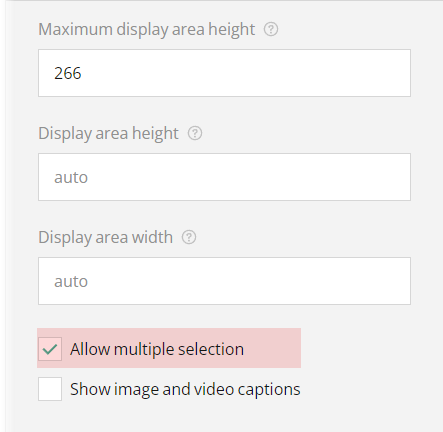 Maximum display area height ?
266
Display area height ?
auto
Display area width ?
auto
Allow multiple selection
Show image and video captions